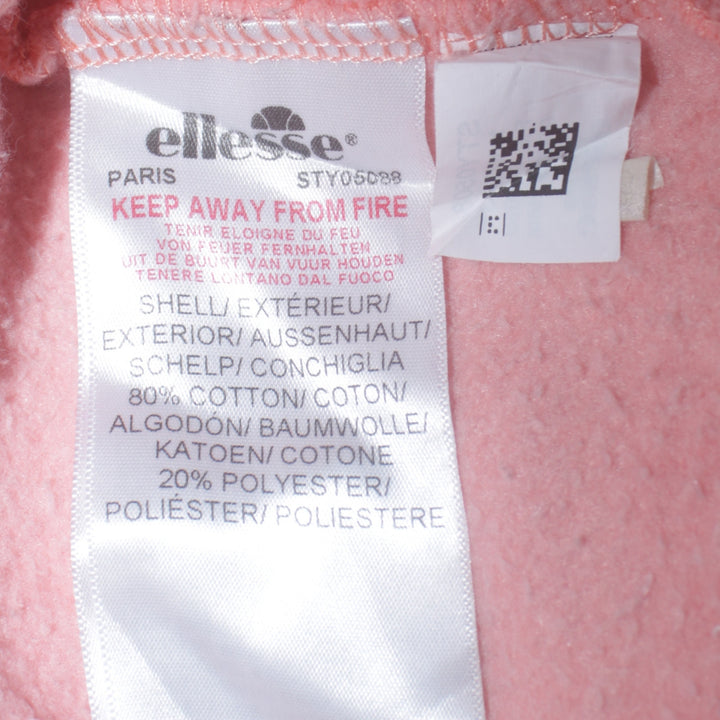 ellesse®
PARIS STY05088
KEEP AWAY FROM FIRE
TENIR ELOIGNE DU FEU
VON FEUER FERNHALTEN
UIT DE BUURT VAN VUUR HOUDEN
TENERE LONTANO DAL FUOCO
SHELL/ EXTÉRIEUR/
EXTERIOR/ AUSSENHAUT/
SCHELP/ CONCHIGLIA
80% COTTON/ COTON/
ALGODÓN/ BAUMWOLLE/
KATOEN/ COTONE
20% POLYESTER/
POLIÉSTER/ POLIESTERE